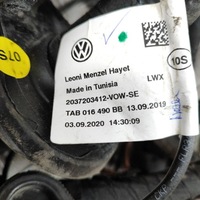 07S
Leoni Menzel Hayet
Made in Tunisia
LWX
10S
2037203412-VOW-SE
TAB 016 490 BB 13.09.2019
03.09.2020 14:30:09